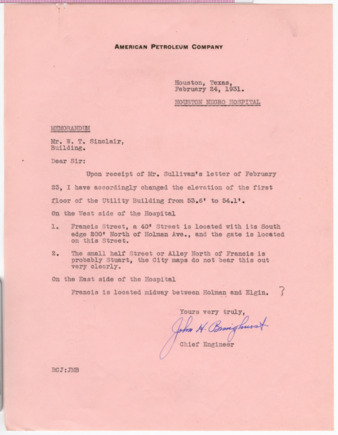 AMERICAN PETROLEUM COMPANY
Houston, Texas,
February 24, 1931.
HOUSTON NEGRO HOSPITAL
MEMORANDUM
Mr. W. T. Sinclair,
Building.
Dear Sir:
Upon receipt of Mr. Sullivan's letter of February
23, I have accordingly changed the elevation of the first
floor of the Utility Building from 53.6' to 54.1'.
On the West side of the Hospital
1. Francis Street, a 40' Street is located with its South
edge 200' North of Holman Ave., and the gate is located
on this Street.
2. The small half Street or Alley North of Francis is
probably Stuart, the City maps do not bear this out
very clearly.
On the East side of the Hospital
Francis is located midway between Holman and Elgin. ?
Yours very truly,
John H
Chief Engineer